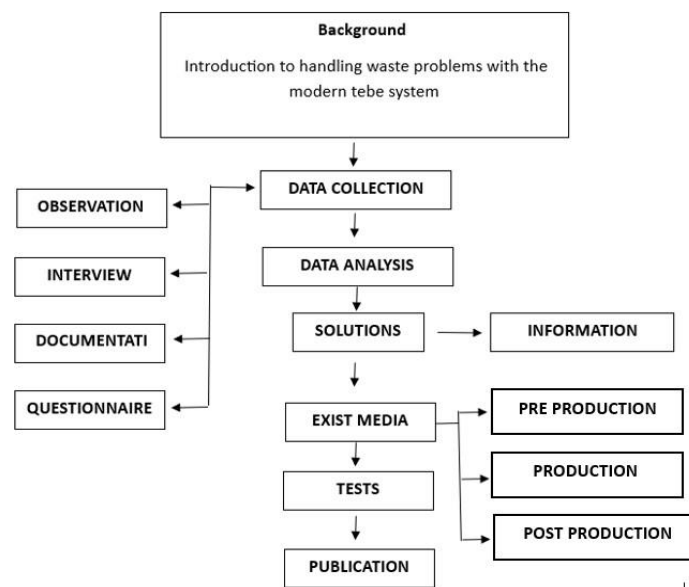 Background
Introduction to handling waste problems with the
modern tebe system
DATA COLLECTION
OBSERVATION
INTERVIEW
DOCUMENTATI
QUESTIONNAIRE
DATA ANALYSIS
SOLUTIONS
INFORMATION
EXIST MEDIA
PRE PRODUCTION
PRODUCTION
POST PRODUCTION
TESTS
PUBLICATION